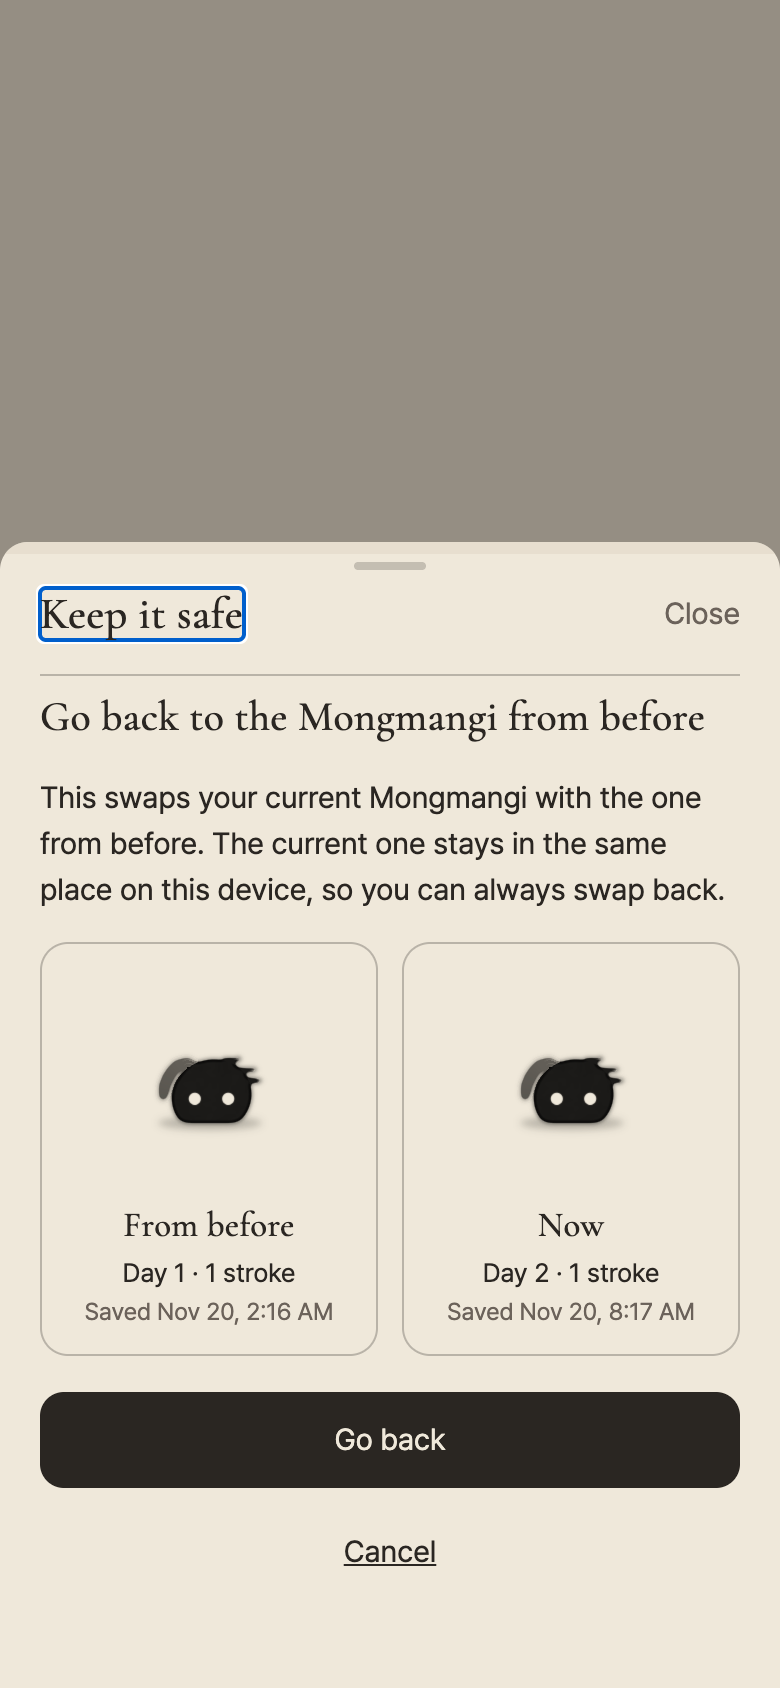 Keep it safe
Close
Go back to the Mongmangi from before
This swaps your current Mongmangi with the one
from before. The current one stays in the same
place on this device, so you can always swap back.
From before
Day 1 · 1 stroke
Saved Nov 20, 2:16 AM
Now
Day 2 · 1 stroke
Saved Nov 20, 8:17 AM
Go back
Cancel